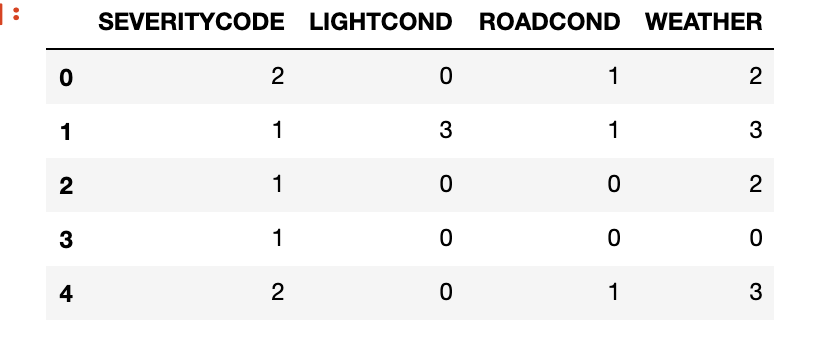 ]:
SEVERITYCODE LIGHTCOND ROADCOND WEATHER
0 2 0 1 2
1 1 3 1 3
2 1 0 0 2
3 1 0 0 0
4 2 0 1 3